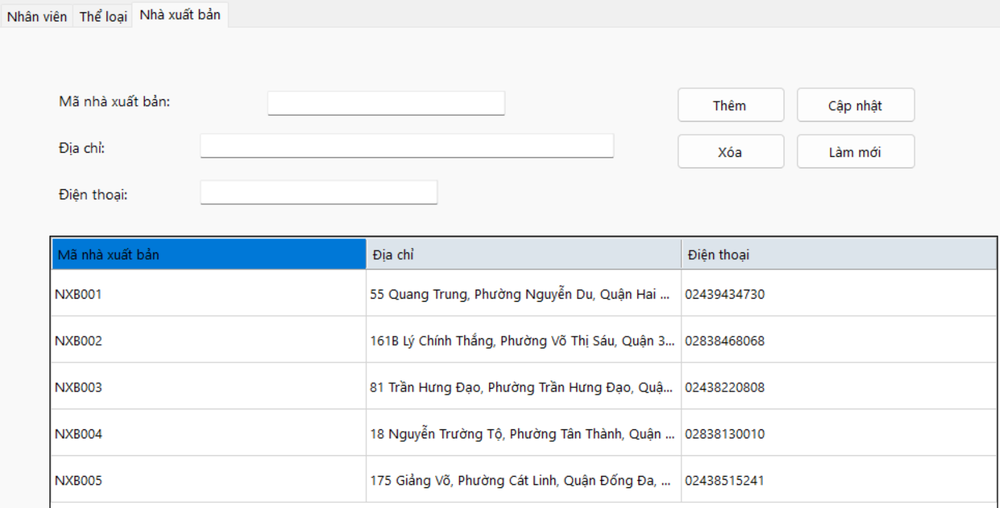 Nhân viên Thể loại Nhà xuất bản
Mã nhà xuất bản: Thêm Cập nhật
Địa chỉ: Xóa Làm mới
Điện thoại:
Mã nhà xuất bản Địa chỉ Điện thoại
NXB001 55 Quang Trung, Phường Nguyễn Du, Quận Hai ... 02439434730
NXB002 161B Lý Chính Thắng, Phường Võ Thị Sáu, Quận 3... 02838468068
NXB003 81 Trần Hưng Đạo, Phường Trần Hưng Đạo, Quậ... 02438220808
NXB004 18 Nguyễn Trường Tộ, Phường Tân Thành, Quận ... 02838130010
NXB005 175 Giảng Võ, Phường Cát Linh, Quận Đống Đa, ... 02438515241